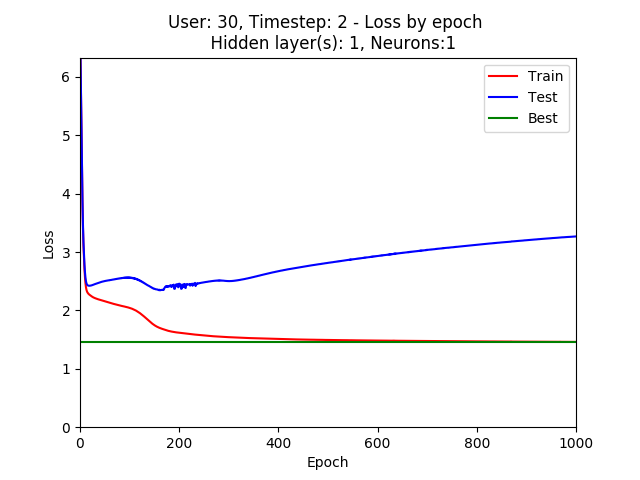 User: 30, Timestep: 2 - Loss by epoch
Hidden layer(s): 1, Neurons:1
Train
Test
Best
Loss
6
5
4
3
2
1
0
0 200 400 600 800 1000
Epoch